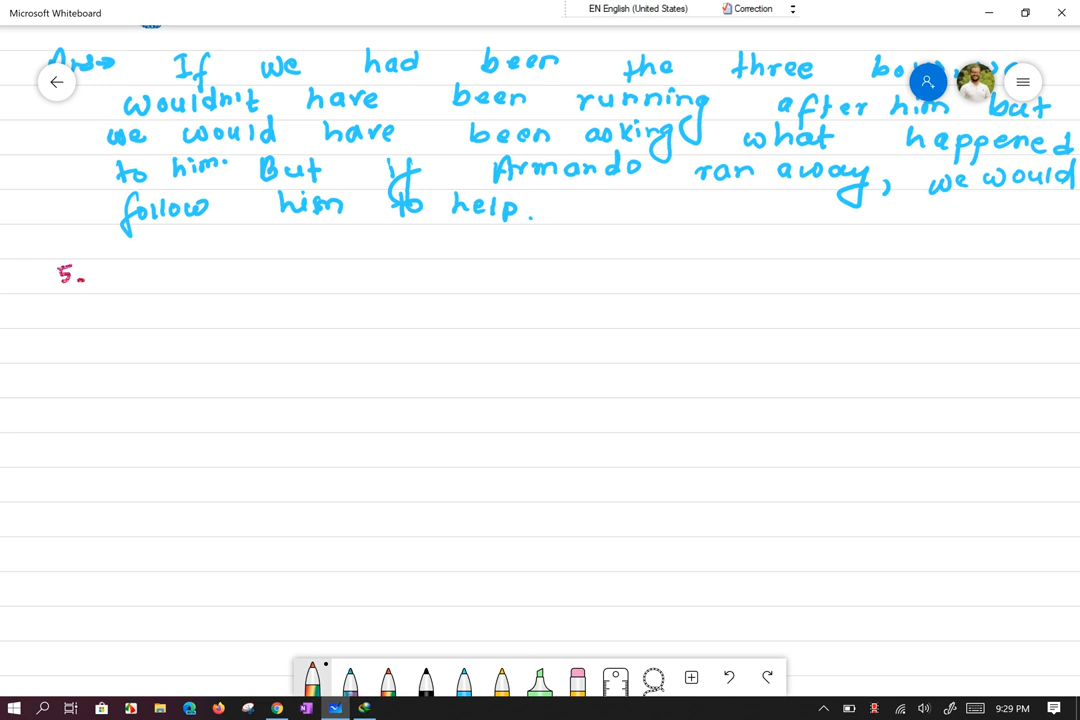 Microsoft Whiteboard
EN English (United States)
Correction
Ans→ If we had been the three
wouldn't have been running after him but
we would have been asking what happened
to him. But if Armando ran away, we would
follow him to help.
5.
9:29 PM